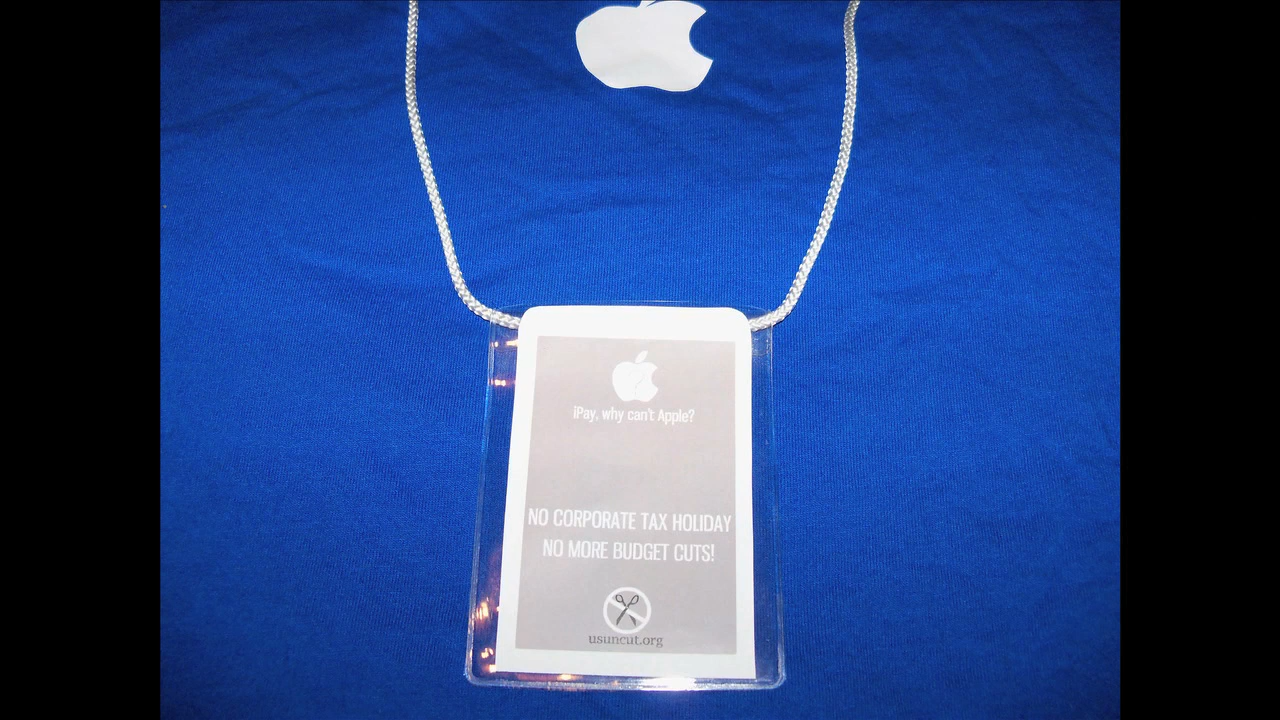 iPay, why can't Apple?
NO CORPORATE TAX HOLIDAY
NO MORE BUDGET CUTS!
usuncut.org